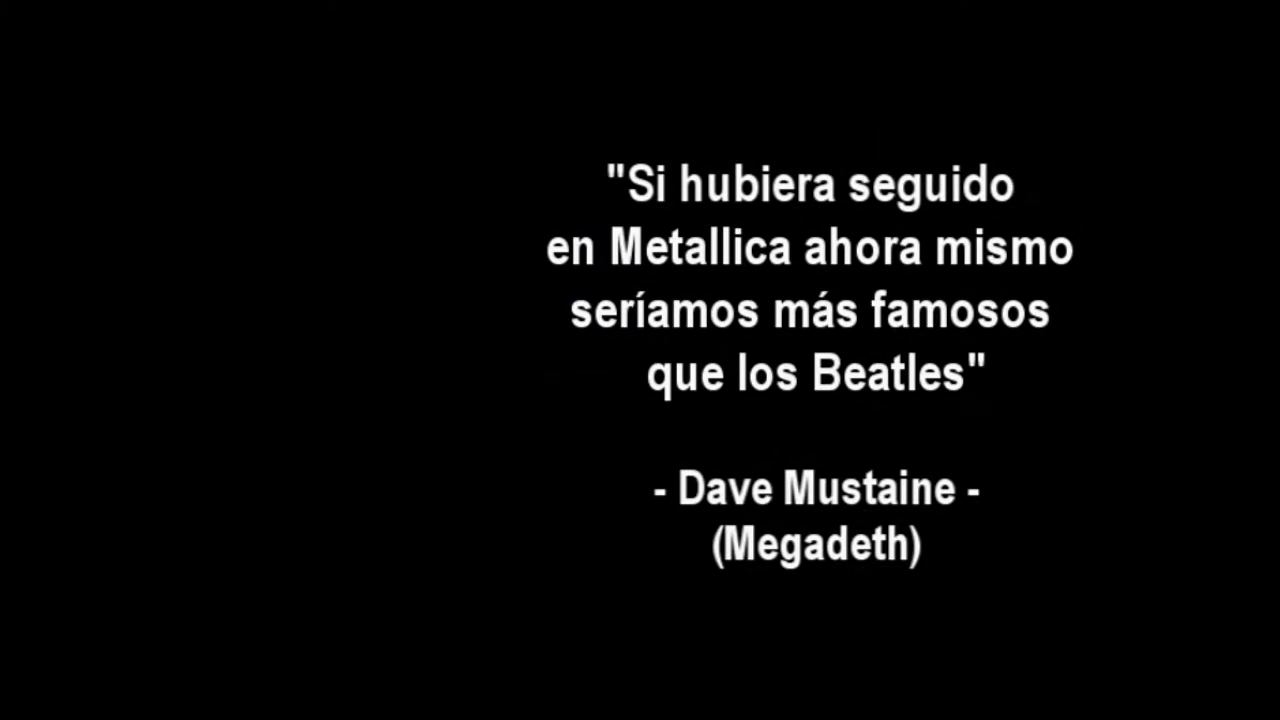 "Si hubiera seguido
en Metallica ahora mismo
seríamos más famosos
que los Beatles"
- Dave Mustaine -
(Megadeth)